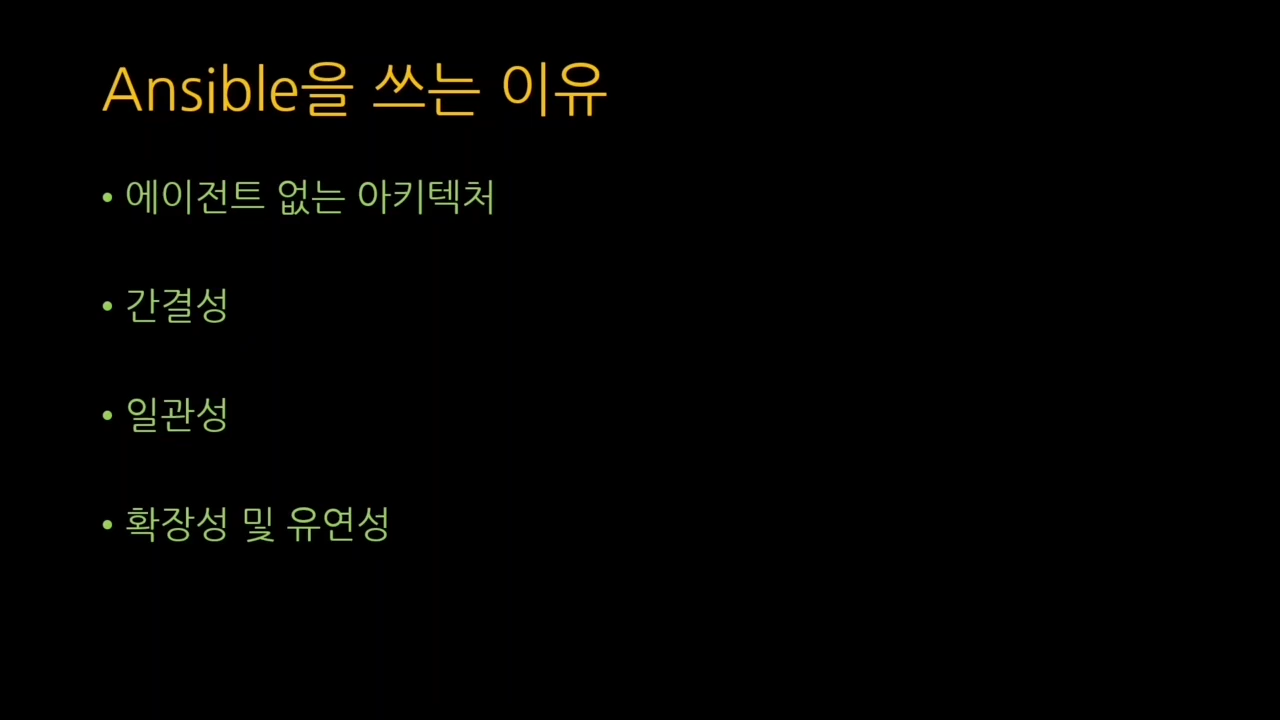 Ansible을 쓰는 이유
• 에이전트 없는 아키텍처
• 간결성
• 일관성
• 확장성 및 유연성